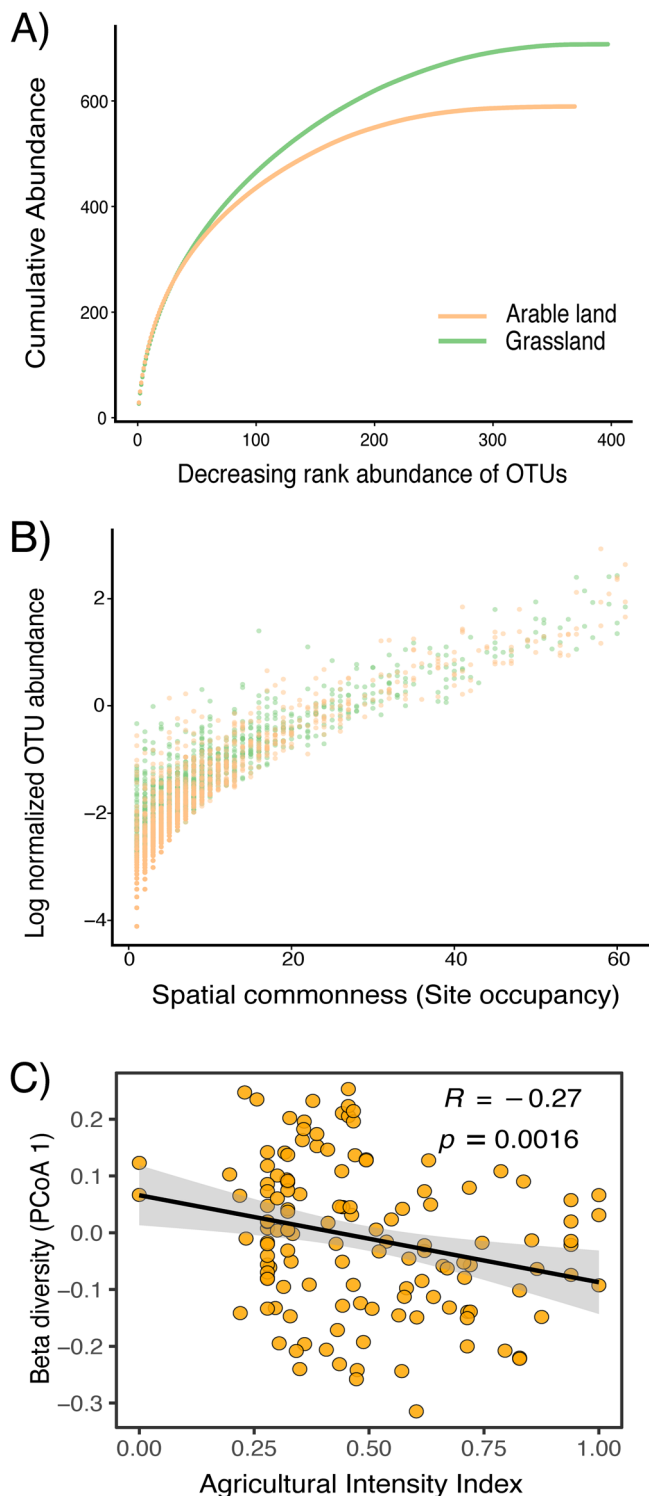 A)
Cumulative Abundance
600
400
200
0
Arable land
Grassland
0 100 200 300 400
Decreasing rank abundance of OTUs
B)
Log normalized OTU abundance
2
0
−2
−4
0 20 40 60
Spatial commonness (Site occupancy)
C)
R = −0.27
p = 0.0016
Beta diversity (PCoA 1)
0.2
0.1
0.0
−0.1
−0.2
−0.3
0.00 0.25 0.50 0.75 1.00
Agricultural Intensity Index